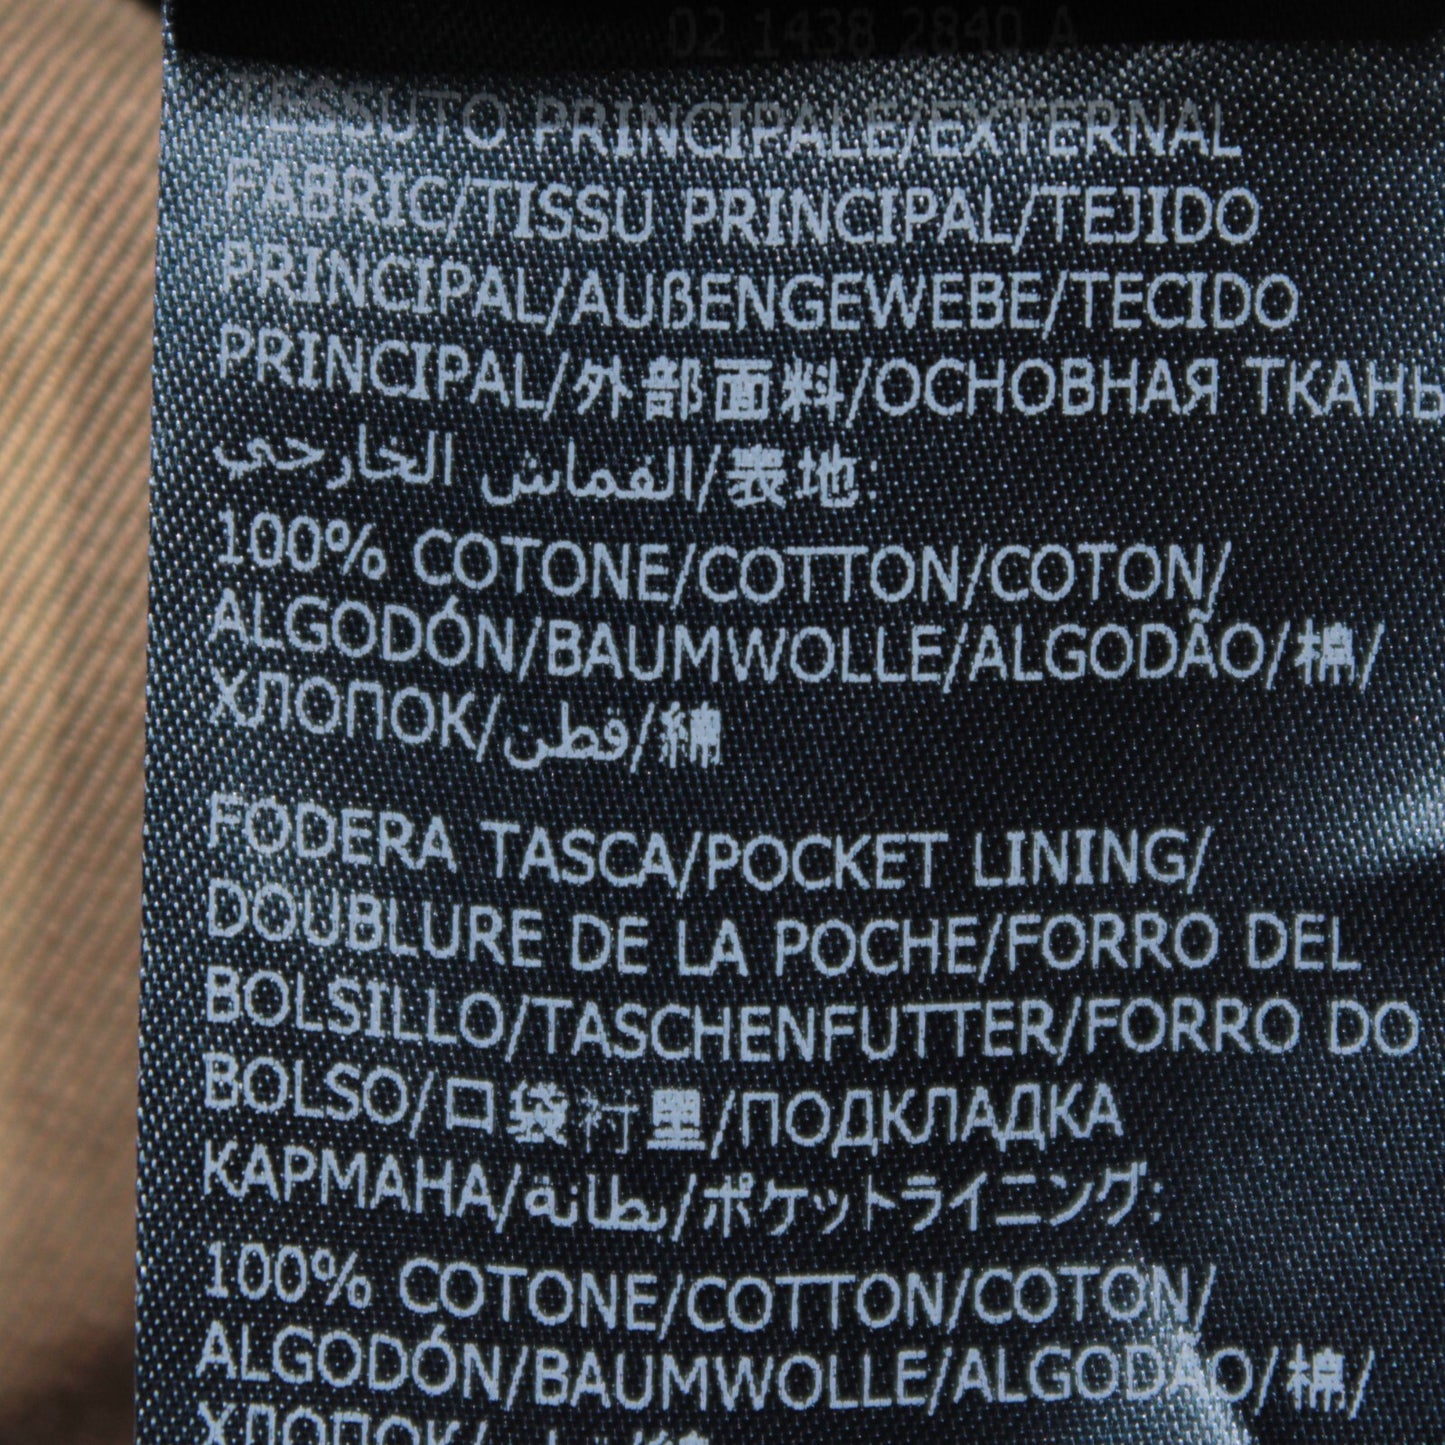 02 1438 2840 A
TESSUTO PRINCIPALE/EXTERNAL
FABRIC/TISSU PRINCIPAL/TEJIDO
PRINCIPAL/AUßENGEWEBE/TECIDO
PRINCIPAL/外部面料/ОСНОВНАЯ ТКАНЬ
القماش الخارجي/表地:
100% COTONE/COTTON/COTON/
ALGODÓN/BAUMWOLLE/ALGODÃO/棉/
ХЛОПОК/قطن/綿
FODERA TASCA/POCKET LINING/
DOUBLURE DE LA POCHE/FORRO DEL
BOLSILLO/TASCHENFUTTER/FORRO DO
BOLSO/口袋衬里/ПОДКЛАДКА
КАРМАНА/بطانة/ポケットライニング:
100% COTONE/COTTON/COTON/
ALGODÓN/BAUMWOLLE/ALGODÃO/棉/
ХЛОПОК/قطن/綿